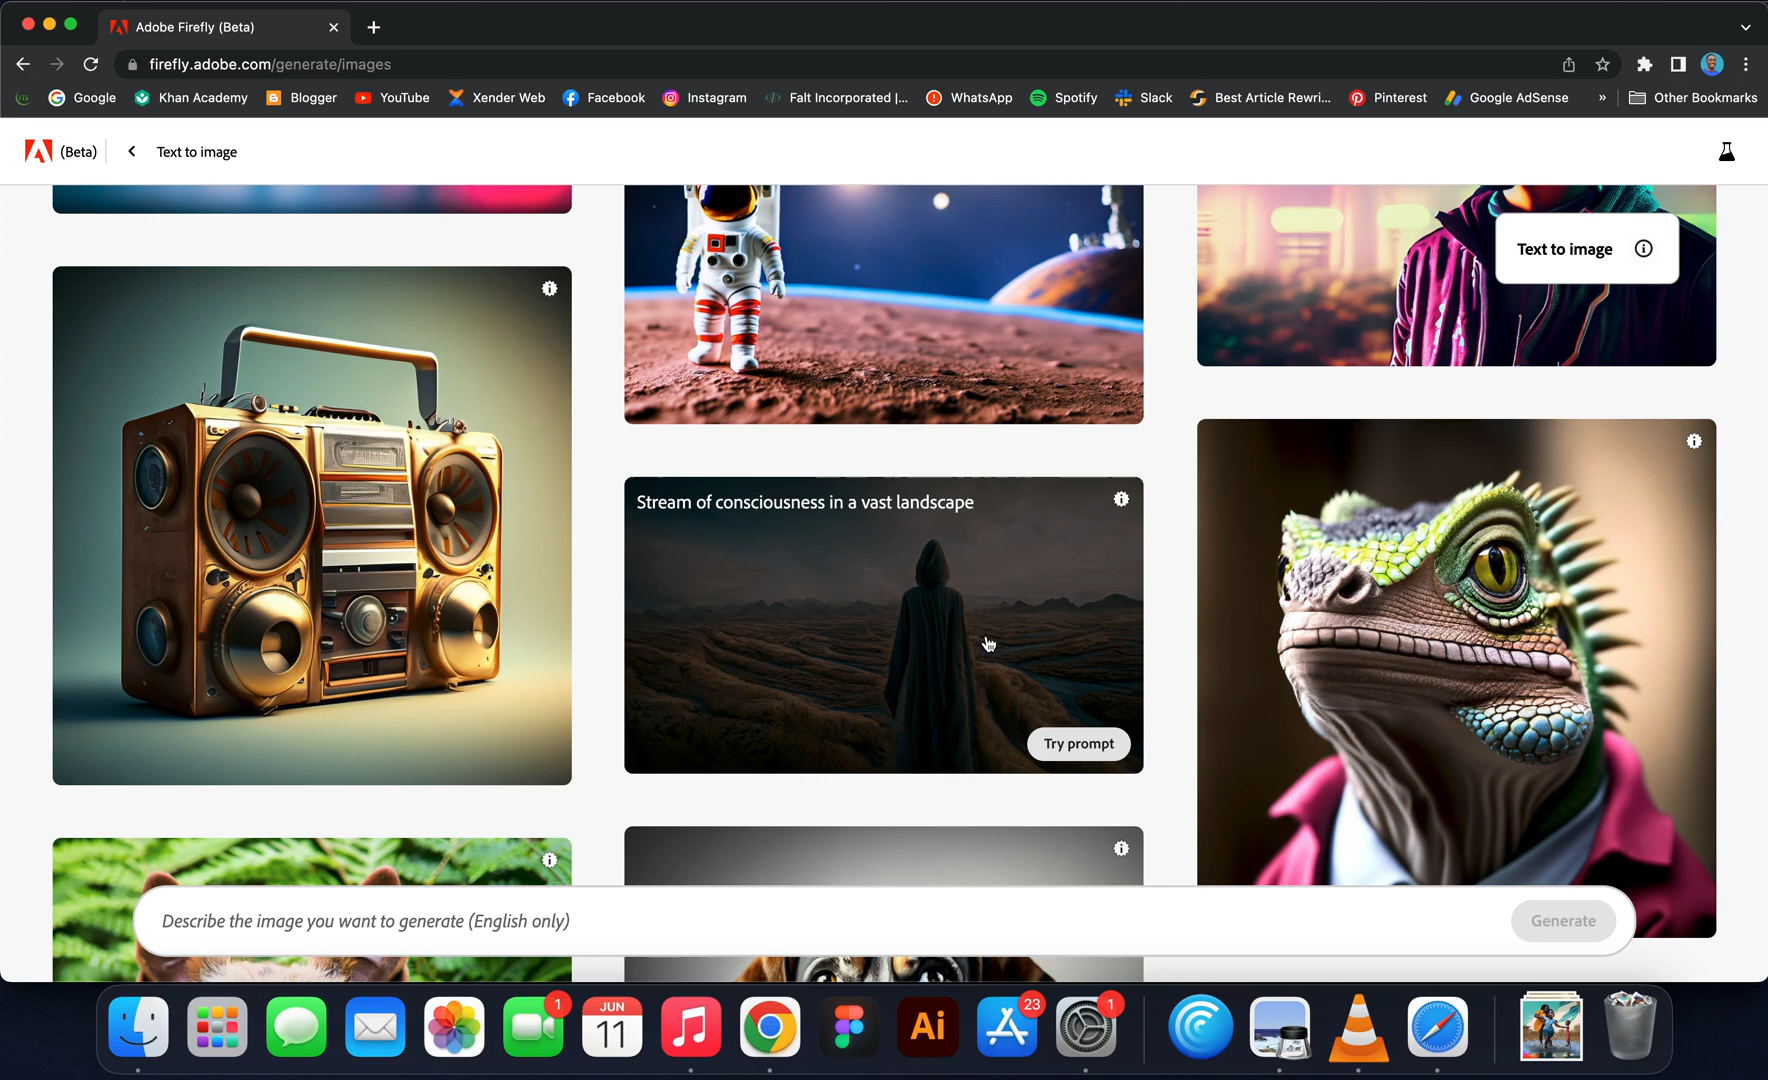 Adobe Firefly (Beta)
firefly.adobe.com/generate/images
Google
Khan Academy
Blogger
YouTube
Xender Web
Facebook
Instagram
Falt Incorporated |...
WhatsApp
Spotify
Slack
Best Article Rewri...
Pinterest
Google AdSense
»
Other Bookmarks
(Beta)
Text to image
Text to image
Stream of consciousness in a vast landscape
Try prompt
Describe the image you want to generate (English only)
Generate
1
JUN
11
Ai
23
1